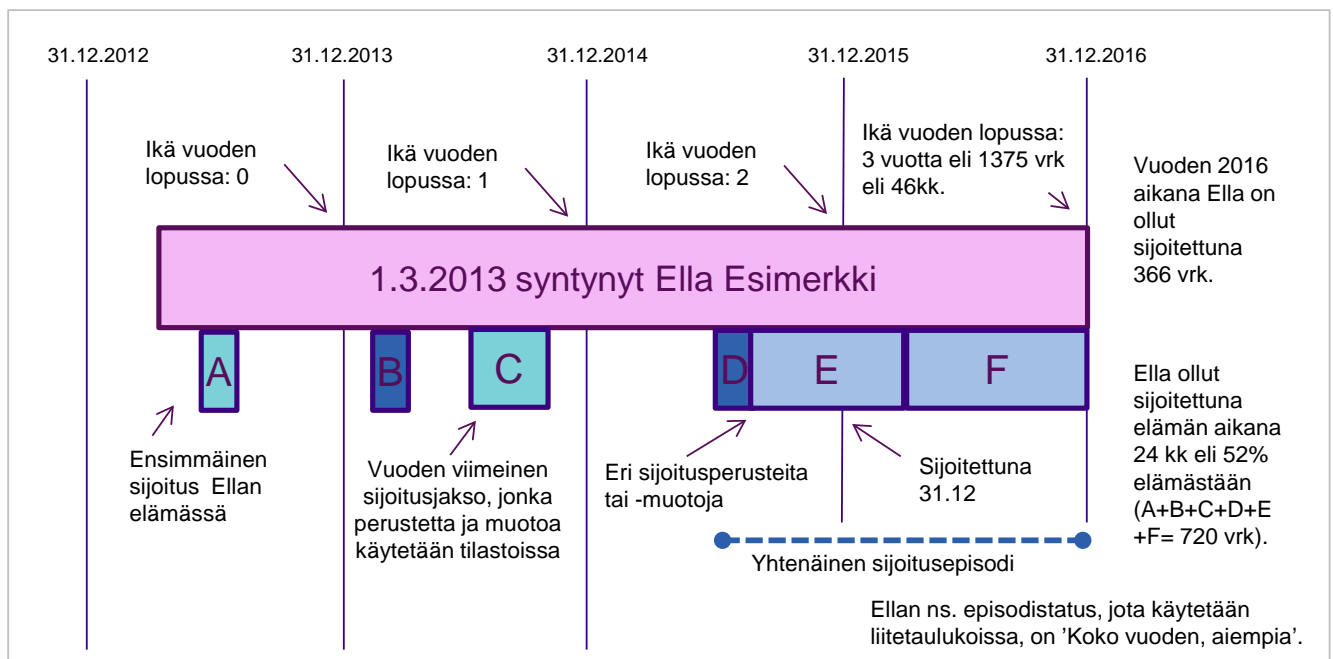 31.12.2012
31.12.2013
31.12.2014
31.12.2015
31.12.2016
Ikä vuoden
lopussa: 0
Ikä vuoden
lopussa: 1
Ikä vuoden
lopussa: 2
Ikä vuoden lopussa:
3 vuotta eli 1375 vrk
eli 46kk.
Vuoden 2016
aikana Ella on
ollut
sijoitettuna
366 vrk.
1.3.2013 syntynyt Ella Esimerkki
A
B
C
D
E
F
Ensimmäinen
sijoitus Ellan
elämässä
Vuoden viimeinen
sijoitusjakso, jonka
perustetta ja muotoa
käytetään tilastoissa
Eri sijoitusperusteita
tai -muotoja
Sijoitettuna
31.12
Ella ollut
sijoitettuna
elämän aikana
24 kk eli 52%
elämästään
(A+B+C+D+E
+F= 720 vrk).
Yhtenäinen sijoitusepisodi
Ellan ns. episodistatus, jota käytetään
liitetaulukoissa, on ’Koko vuoden, aiempia’.